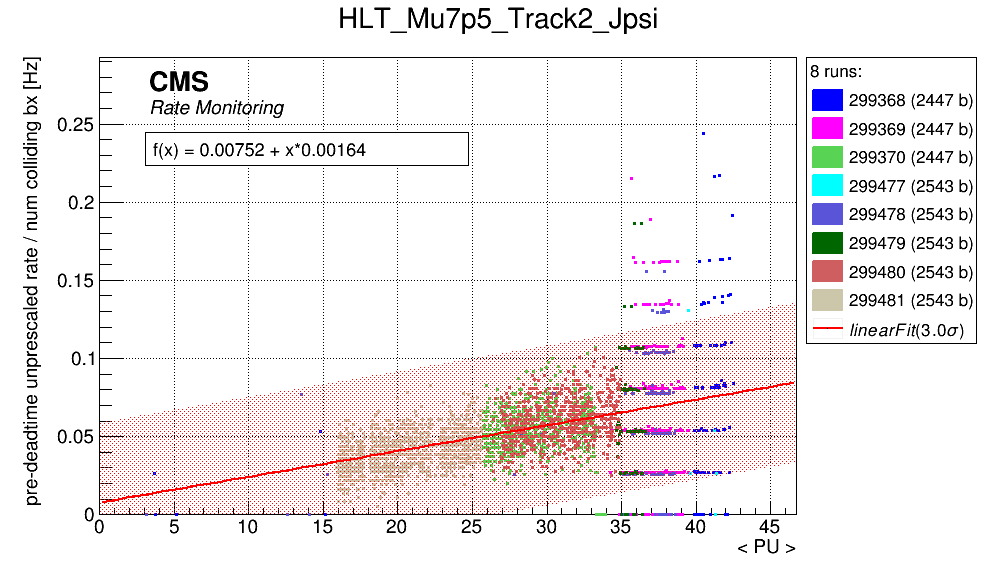 HLT_Mu7p5_Track2_Jpsi
pre-deadtime unprescaled rate / num colliding bx [Hz]
CMS
Rate Monitoring
f(x) = 0.00752 + x*0.00164
0.25
0.2
0.15
0.1
0.05
0
0 5 10 15 20 25 30 35 40 45
< PU >
8 runs:
299368 (2447 b)
299369 (2447 b)
299370 (2447 b)
299477 (2543 b)
299478 (2543 b)
299479 (2543 b)
299480 (2543 b)
299481 (2543 b)
linearFit(3.0σ)